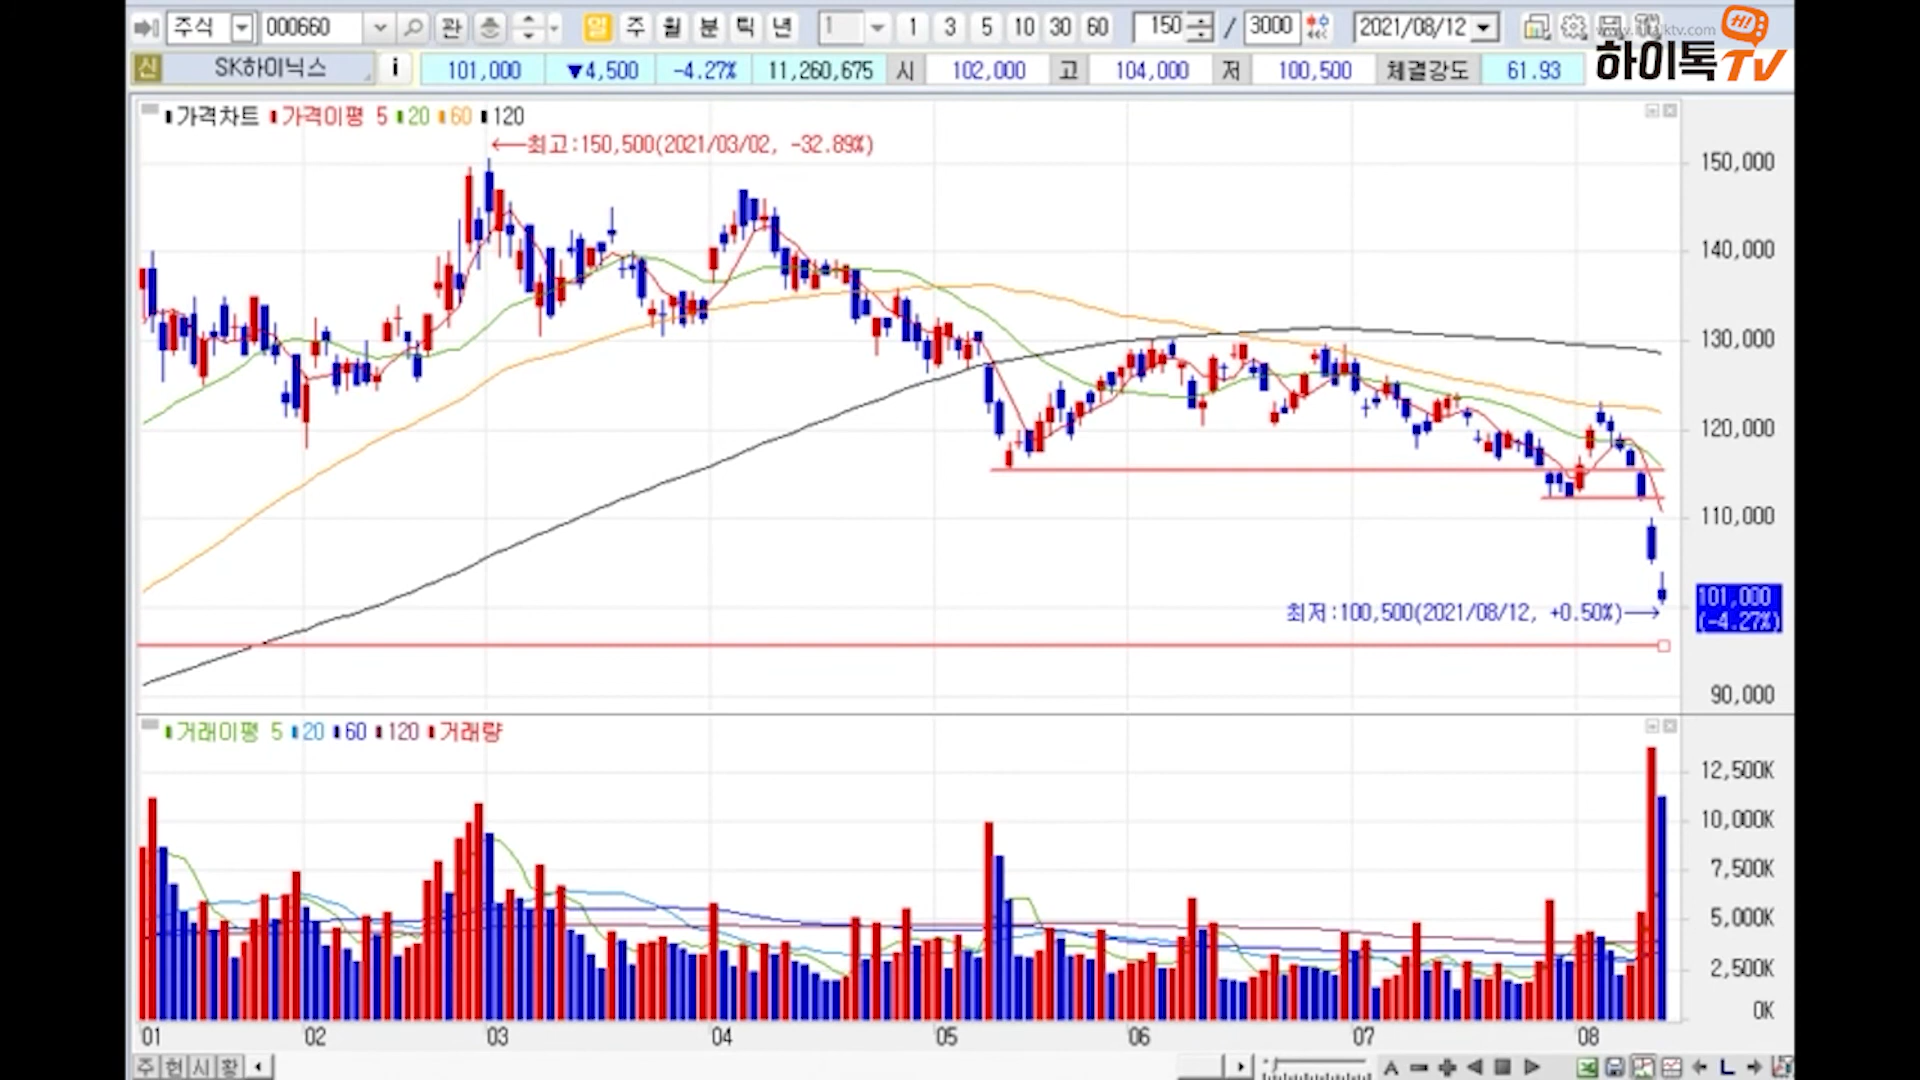 주식 000660 관 일 주 월 분 틱 년 1 1 3 5 10 30 60 150 / 3000 2021/08/12
하이톡TV
신 SK하이닉스 i 101,000 ▼4,500 -4.27% 11,260,675 시 102,000 고 104,000 저 100,500 체결강도 61.93
가격차트 가격이평 5 20 60 120
←최고:150,500(2021/03/02, -32.89%)
150,000
140,000
130,000
120,000
110,000
101,000
(-4.27%)
최저:100,500(2021/08/12, +0.50%)→
90,000
거래이평 5 20 60 120 거래량
12,500K
10,000K
7,500K
5,000K
2,500K
0K
01 02 03 04 05 06 07 08
주 현 시 황 A L